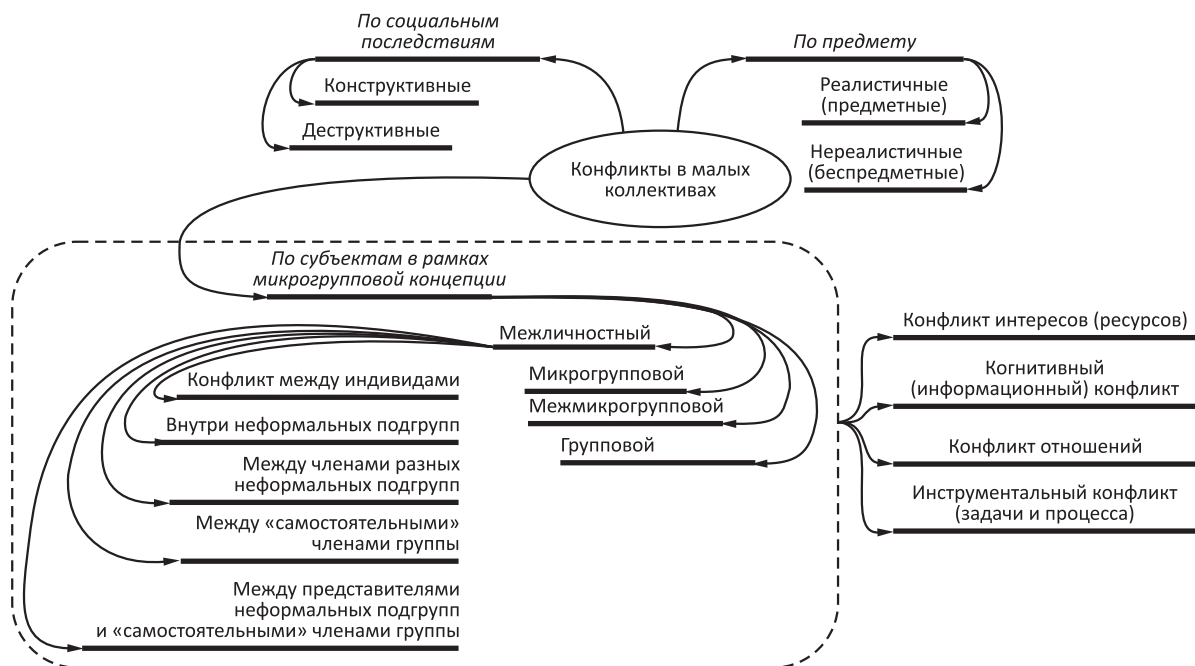 По социальным
последствиям
Конструктивные
Деструктивные
По предмету
Реалистичные
(предметные)
Нереалистичные
(беспредметные)
Конфликты в малых
коллективах
По субъектам в рамках
микрогрупповой концепции
Межличностный
Микрогрупповой
Межмикрогрупповой
Групповой
Конфликт между индивидами
Внутри неформальных подгрупп
Между членами разных
неформальных подгрупп
Между «самостоятельными»
членами группы
Между представителями
неформальных подгрупп
и «самостоятельными» членами группы
Конфликт интересов (ресурсов)
Когнитивный
(информационный) конфликт
Конфликт отношений
Инструментальный конфликт
(задачи и процесса)